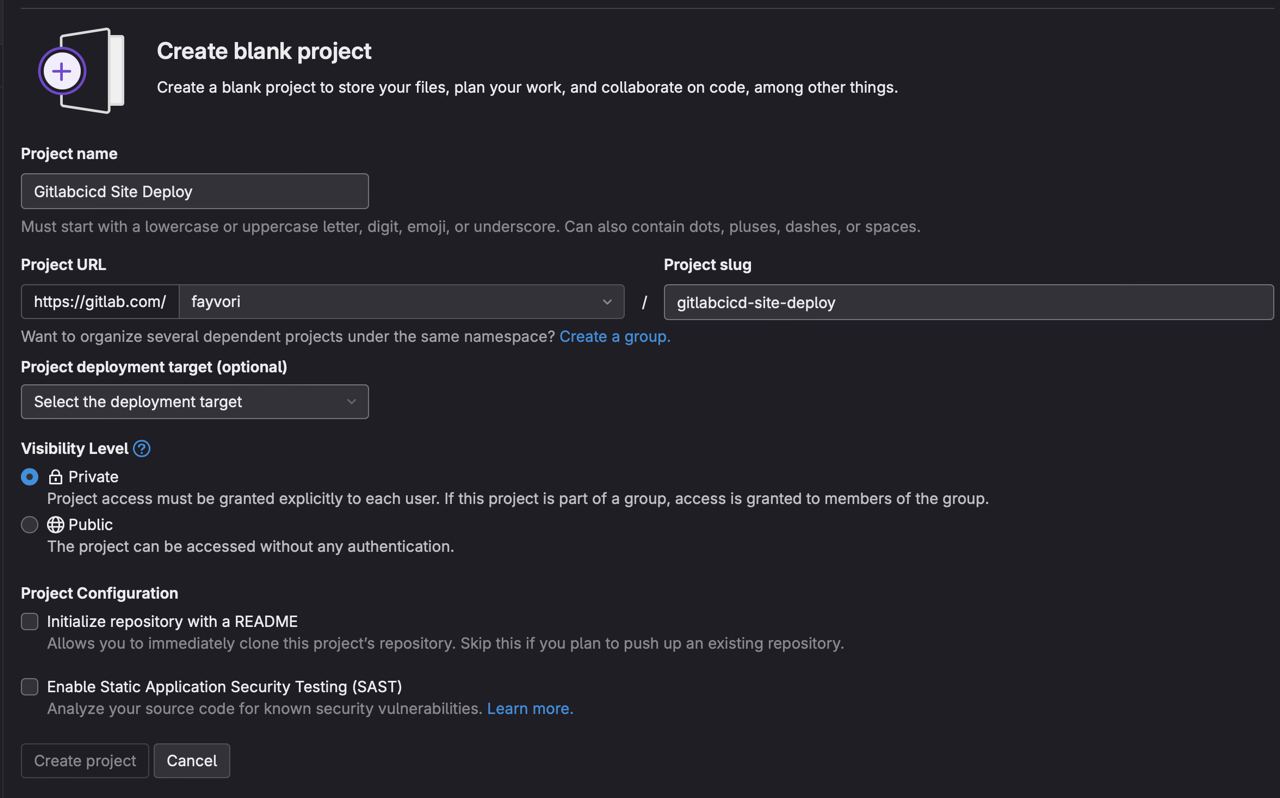 Create blank project
Create a blank project to store your files, plan your work, and collaborate on code, among other things.
Project name
Gitlabcicd Site Deploy
Must start with a lowercase or uppercase letter, digit, emoji, or underscore. Can also contain dots, pluses, dashes, or spaces.
Project URL
Project slug
https://gitlab.com/ fayvori / gitlabcicd-site-deploy
Want to organize several dependent projects under the same namespace? Create a group.
Project deployment target (optional)
Select the deployment target
Visibility Level
Private
Project access must be granted explicitly to each user. If this project is part of a group, access is granted to members of the group.
Public
The project can be accessed without any authentication.
Project Configuration
Initialize repository with a README
Allows you to immediately clone this project’s repository. Skip this if you plan to push up an existing repository.
Enable Static Application Security Testing (SAST)
Analyze your source code for known security vulnerabilities. Learn more.
Create project
Cancel